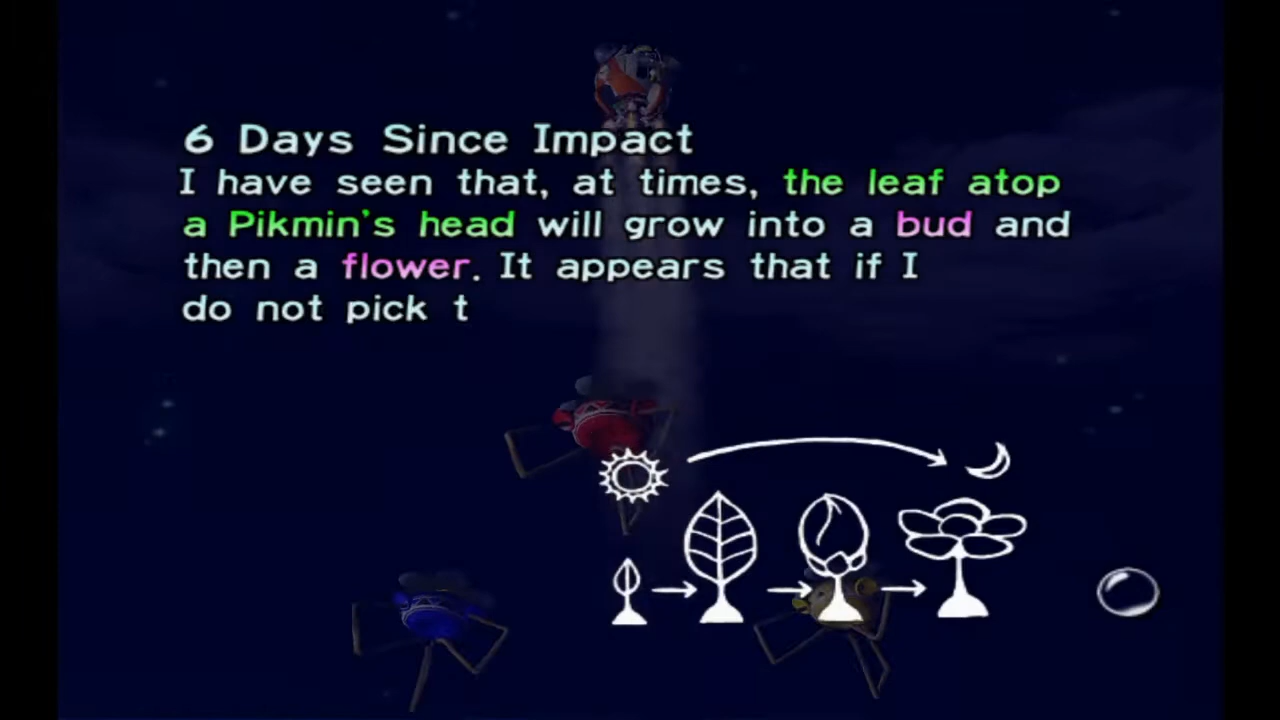 6 Days Since Impact
I have seen that, at times, the leaf atop
a Pikmin's head will grow into a bud and
then a flower. It appears that if I
do not pick t